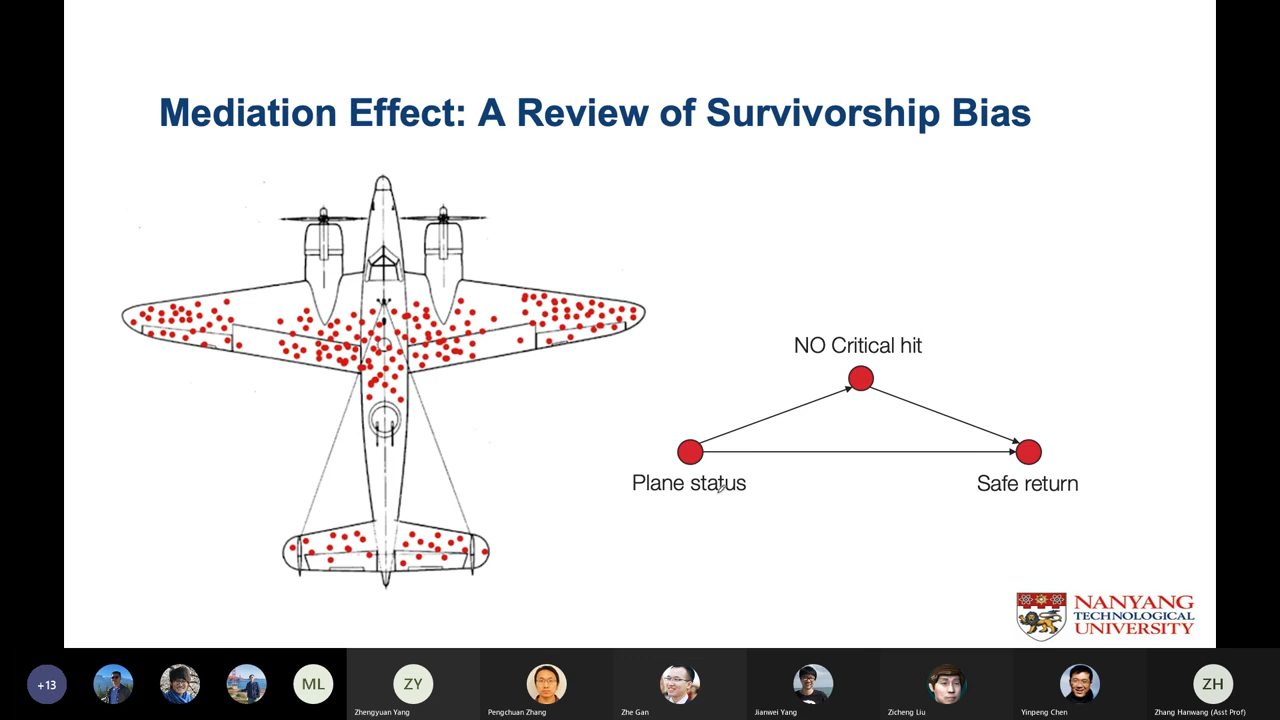 Mediation Effect: A Review of Survivorship Bias
NO Critical hit
Plane status
Safe return
NANYANG
TECHNOLOGICAL
UNIVERSITY
+13
ML
ZY
ZH
Zhengyuan Yang
Pengchuan Zhang
Zhe Gan
Jianwei Yang
Zicheng Liu
Yinpeng Chen
Zhang Hanwang (Asst Prof)